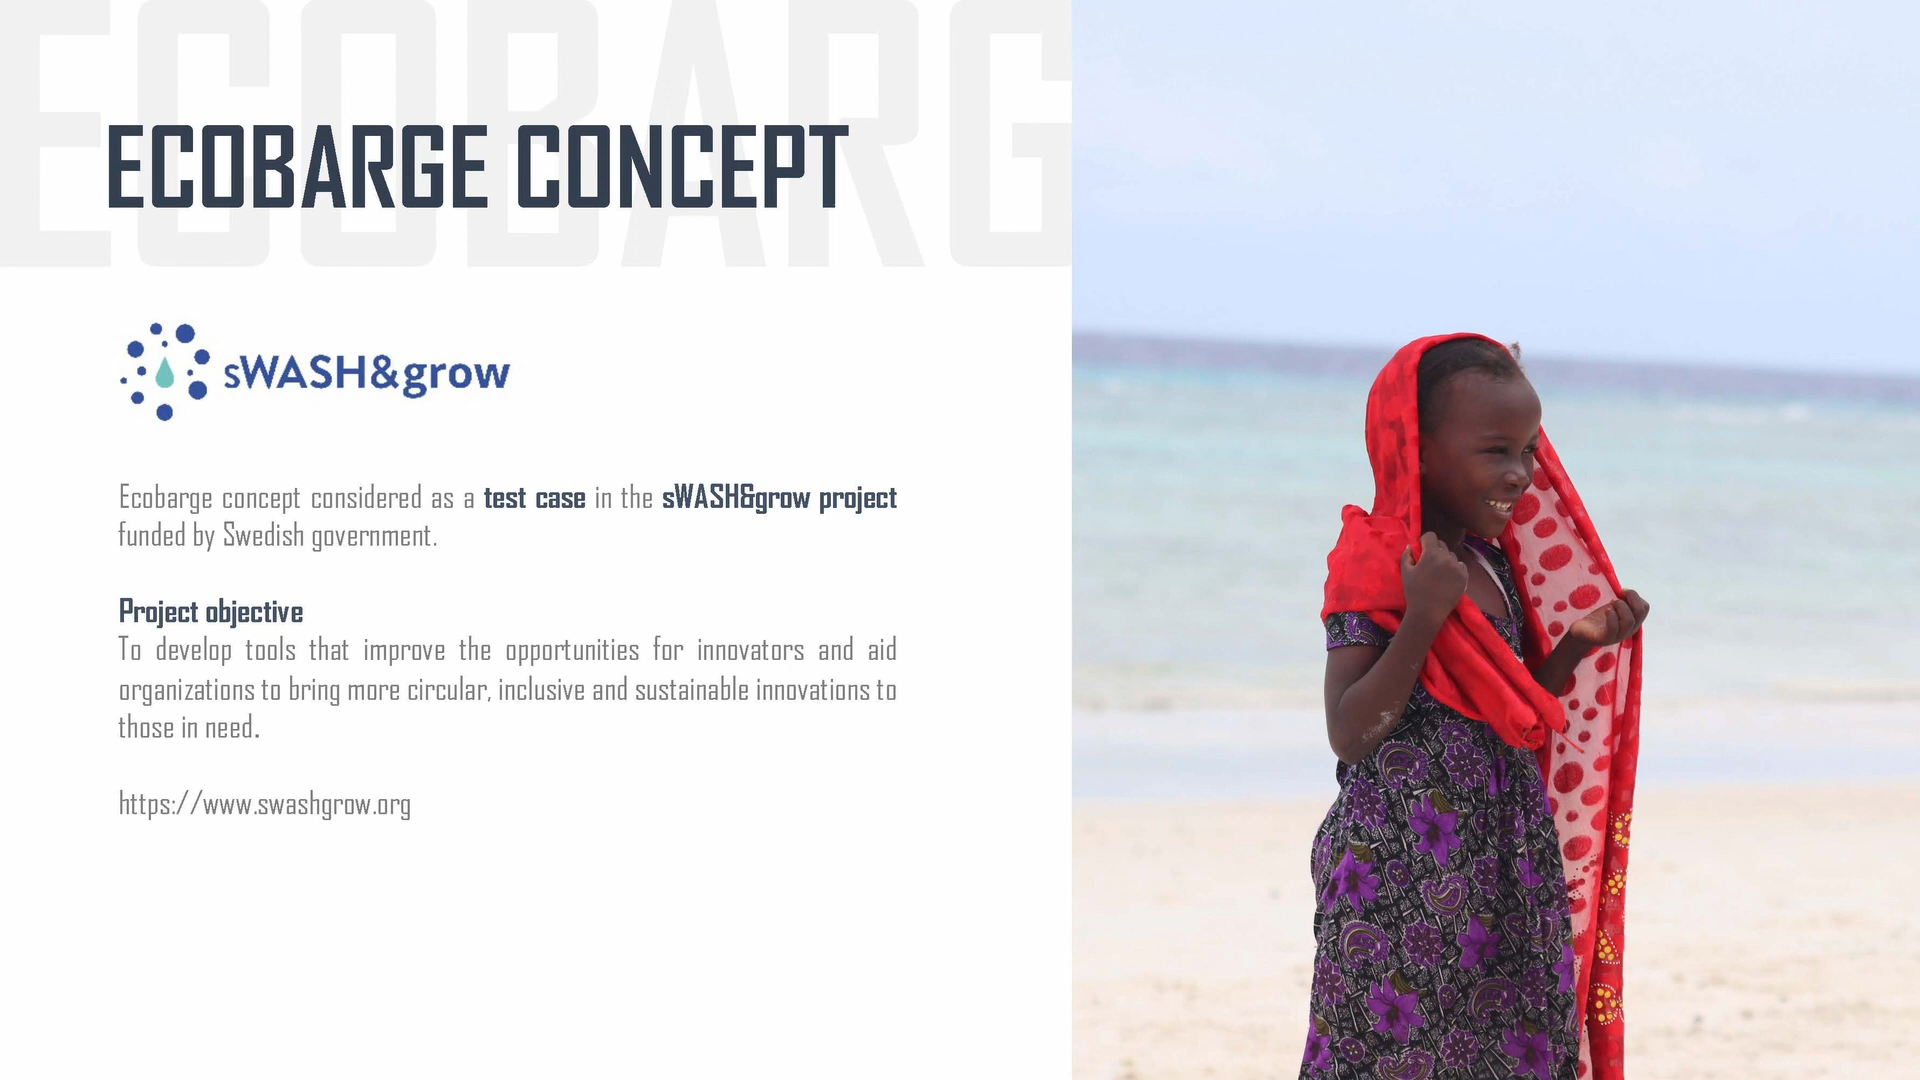 ECOBARG
ECOBARGE CONCEPT
sWASH&grow
Ecobarge concept considered as a test case in the sWASH&grow project
funded by Swedish government.
Project objective
To develop tools that improve the opportunities for innovators and aid
organizations to bring more circular, inclusive and sustainable innovations to
those in need.
https://www.swashgrow.org